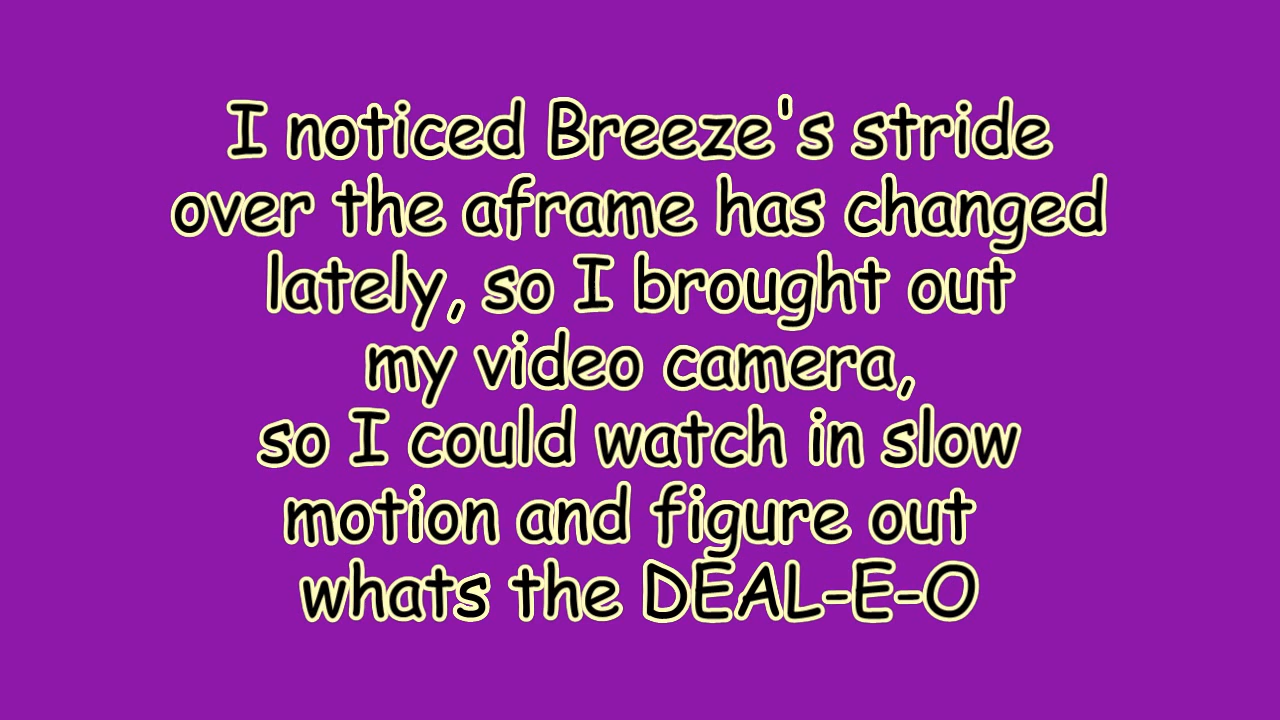 I noticed Breeze's stride
over the aframe has changed
lately, so I brought out
my video camera,
so I could watch in slow
motion and figure out
whats the DEAL-E-O